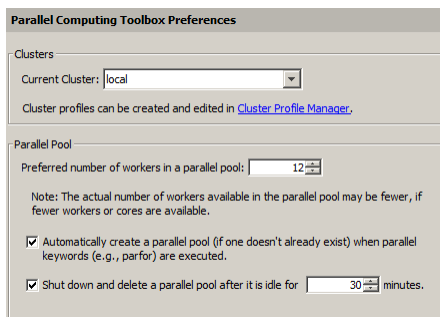 Parallel Computing Toolbox Preferences
Clusters
Current Cluster: local
Cluster profiles can be created and edited in Cluster Profile Manager.
Parallel Pool
Preferred number of workers in a parallel pool: 12
Note: The actual number of workers available in the parallel pool may be fewer, if
fewer workers or cores are available.
Automatically create a parallel pool (if one doesn't already exist) when parallel
keywords (e.g., parfor) are executed.
Shut down and delete a parallel pool after it is idle for 30 minutes.